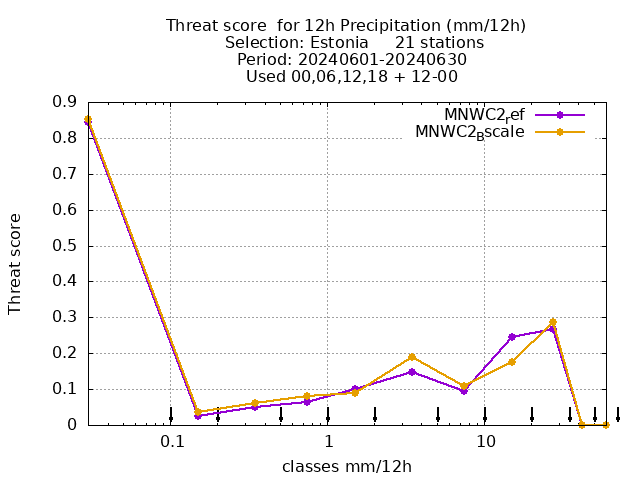 Threat score  for 12h Precipitation (mm/12h)
Selection: Estonia     21 stations
Period: 20240601-20240630
Used 00,06,12,18 + 12-00
MNWC2ref
MNWC2Bscale
0.9
0.8
0.7
0.6
0.5
0.4
0.3
0.2
0.1
0
Threat score
0.1 1 10
classes mm/12h